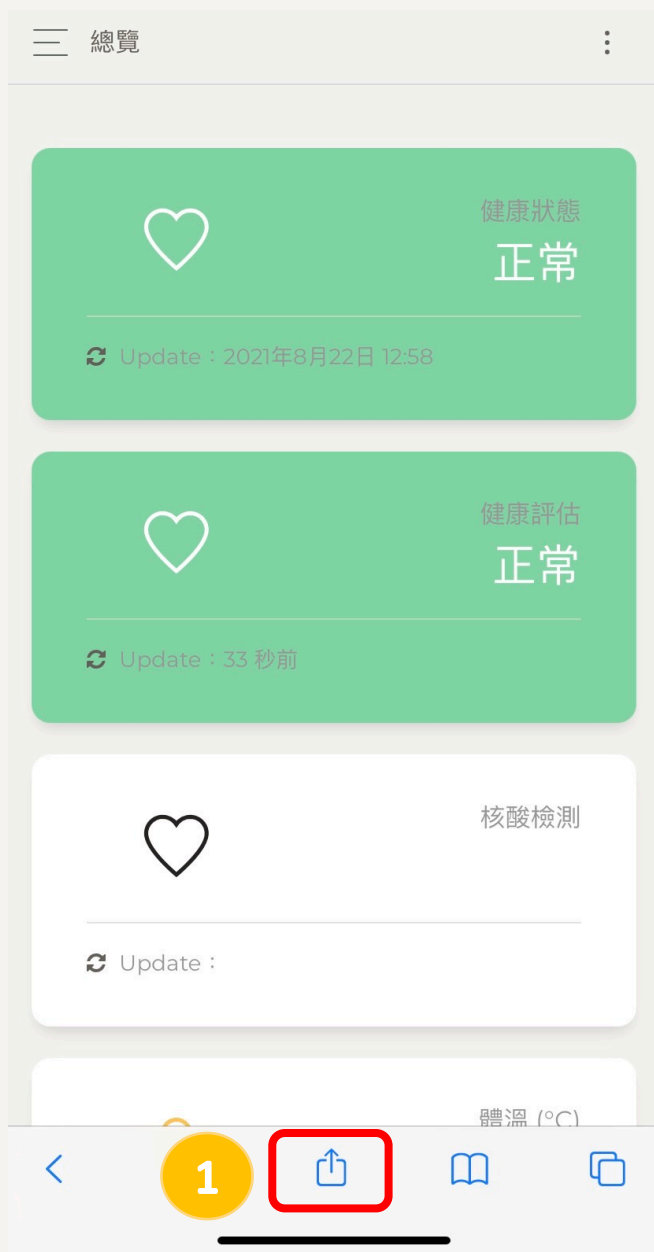 總覽
健康狀態
正常
Update：2021年8月22日 12:58
健康評估
正常
Update：33 秒前
核酸檢測
Update：
體溫 (°C)
1